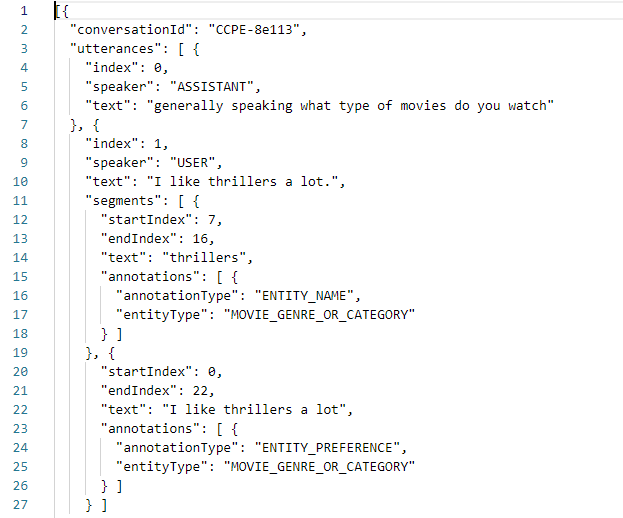 1 [{
2 "conversationId": "CCPE-8e113",
3 "utterances": [ {
4 "index": 0,
5 "speaker": "ASSISTANT",
6 "text": "generally speaking what type of movies do you watch"
7 }, {
8 "index": 1,
9 "speaker": "USER",
10 "text": "I like thrillers a lot.",
11 "segments": [ {
12 "startIndex": 7,
13 "endIndex": 16,
14 "text": "thrillers",
15 "annotations": [ {
16 "annotationType": "ENTITY_NAME",
17 "entityType": "MOVIE_GENRE_OR_CATEGORY"
18 } ]
19 }, {
20 "startIndex": 0,
21 "endIndex": 22,
22 "text": "I like thrillers a lot",
23 "annotations": [ {
24 "annotationType": "ENTITY_PREFERENCE",
25 "entityType": "MOVIE_GENRE_OR_CATEGORY"
26 } ]
27 } ]